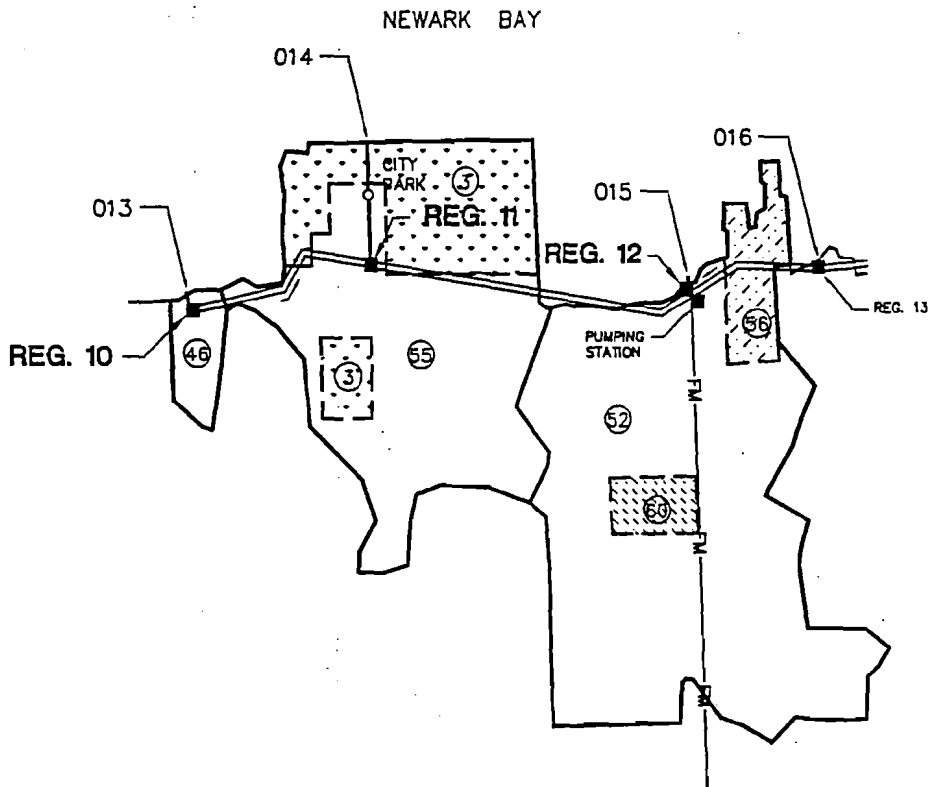 NEWARK BAY
014
016
CITY
PARK
3
013
015
REG. 11
REG. 12
REG. 13
56
PUMPING
STATION
REG. 10
46
55
3
FM
52
60
FM